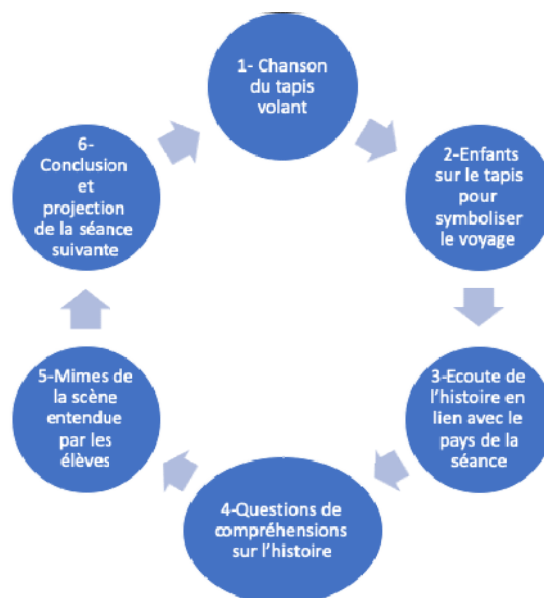 1- Chanson
du tapis
volant
2-Enfants
sur le tapis
pour
symboliser
le voyage
3-Ecoute de
l'histoire en
lien avec le
pays de la
séance
4-Questions de
compréhensions
sur l'histoire
5-Mimes de
la scène
entendue
par les
élèves
6-
Conclusion
et
projection
de la séance
suivante